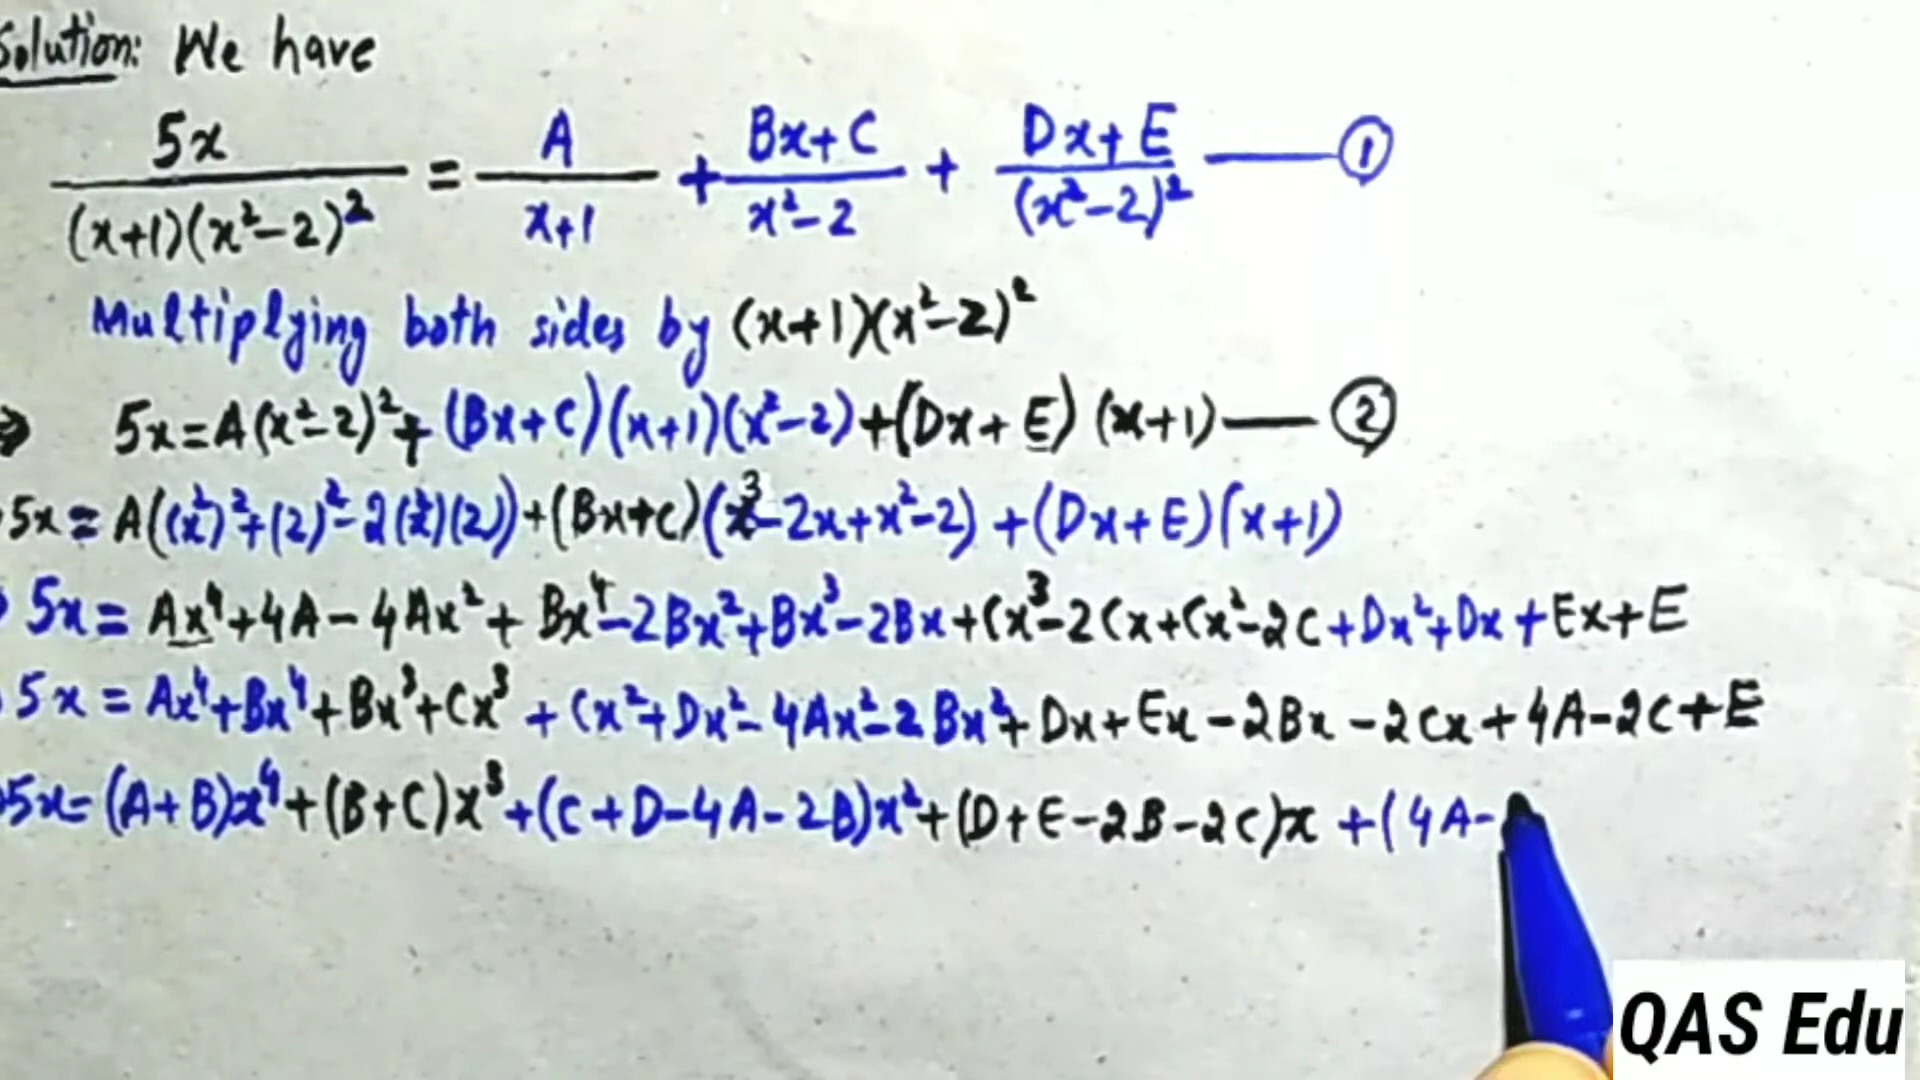 Solution: We have
5x / (x+1)(x²-2)² = A / x+1 + Bx+C / x²-2 + Dx+E / (x²-2)² —— ①
Multiplying both sides by (x+1)(x²-2)²
⇒ 5x=A(x²-2)²+(Bx+C)(x+1)(x²-2)+(Dx+E)(x+1)—— ②
5x=A((x²)²+(2)²-2(x²)(2))+(Bx+C)(x³-2x+x²-2)+(Dx+E)(x+1)
5x=Ax⁴+4A-4Ax²+Bx⁴-2Bx²+Bx³-2Bx+Cx³-2Cx+Cx²-2C+Dx²+Dx+Ex+E
5x=Ax⁴+Bx⁴+Bx³+Cx³+Cx²+Dx²-4Ax²-2Bx²+Dx+Ex-2Bx-2Cx+4A-2C+E
5x=(A+B)x⁴+(B+C)x³+(C+D-4A-2B)x²+(D+E-2B-2C)x+(4A-
QAS Edu